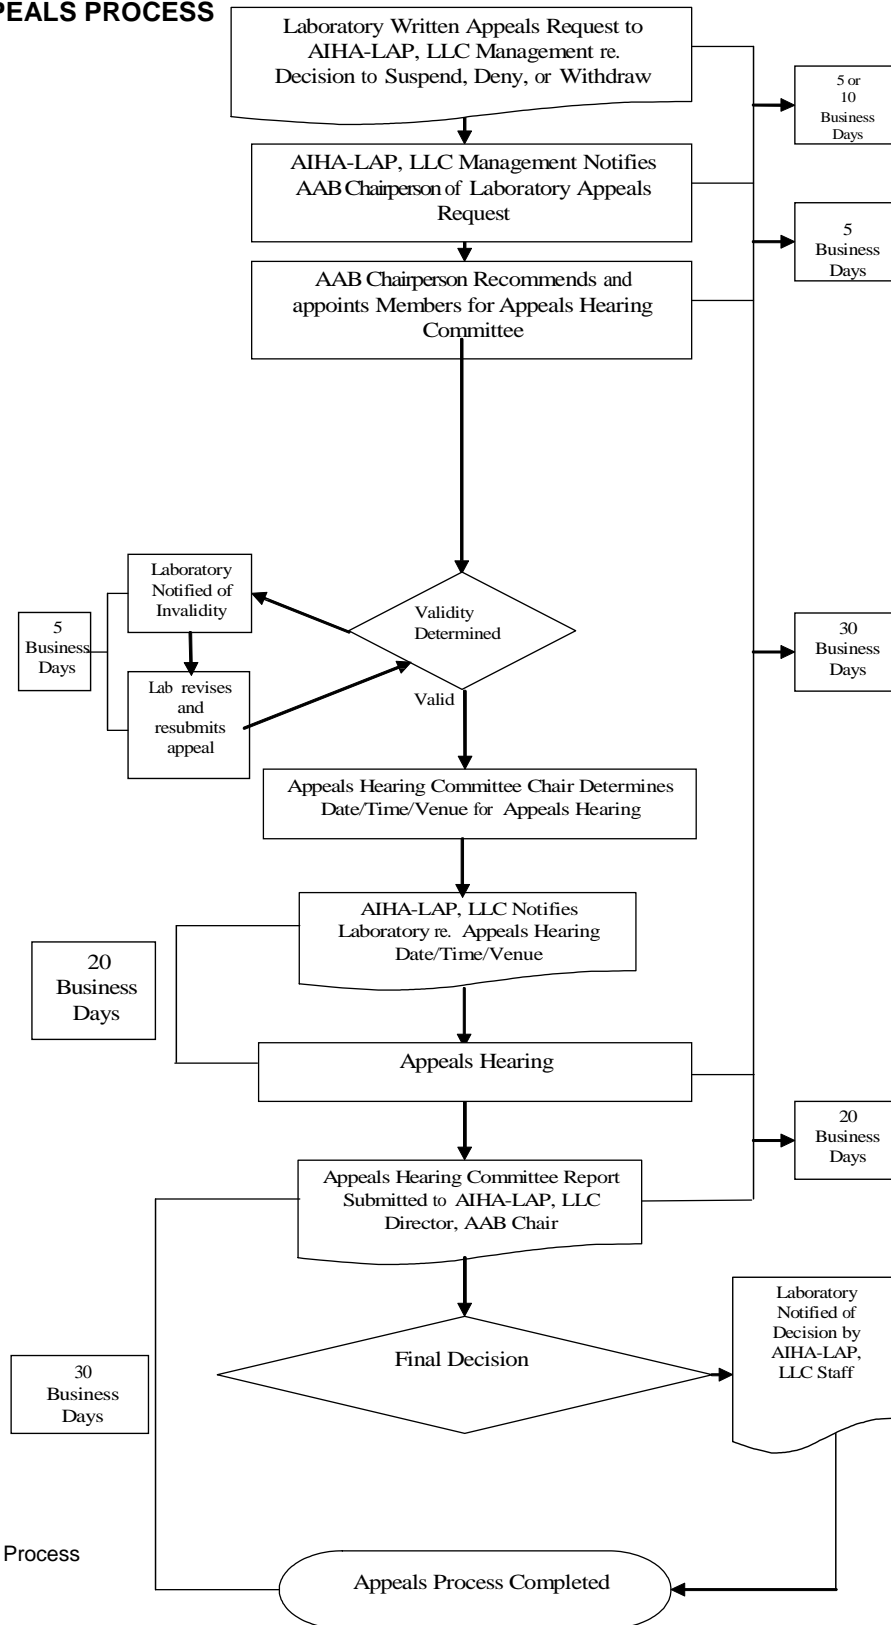 PEALS PROCESS
Laboratory Written Appeals Request to
AIHA-LAP, LLC Management re.
Decision to Suspend, Deny, or Withdraw
5 or
10
Business
Days
AIHA-LAP, LLC Management Notifies
AAB Chairperson of Laboratory Appeals
Request
5
Business
Days
AAB Chairperson Recommends and
appoints Members for Appeals Hearing
Committee
Laboratory
Notified of
Invalidity
Validity
Determined
5
Business
Days
30
Business
Days
Lab revises
and
resubmits
appeal
Valid
Appeals Hearing Committee Chair Determines
Date/Time/Venue for Appeals Hearing
AIHA-LAP, LLC Notifies
Laboratory re. Appeals Hearing
Date/Time/Venue
20
Business
Days
Appeals Hearing
20
Business
Days
Appeals Hearing Committee Report
Submitted to AIHA-LAP, LLC
Director, AAB Chair
Laboratory
Notified of
Decision by
AIHA-LAP,
LLC Staff
Final Decision
30
Business
Days
Process
Appeals Process Completed